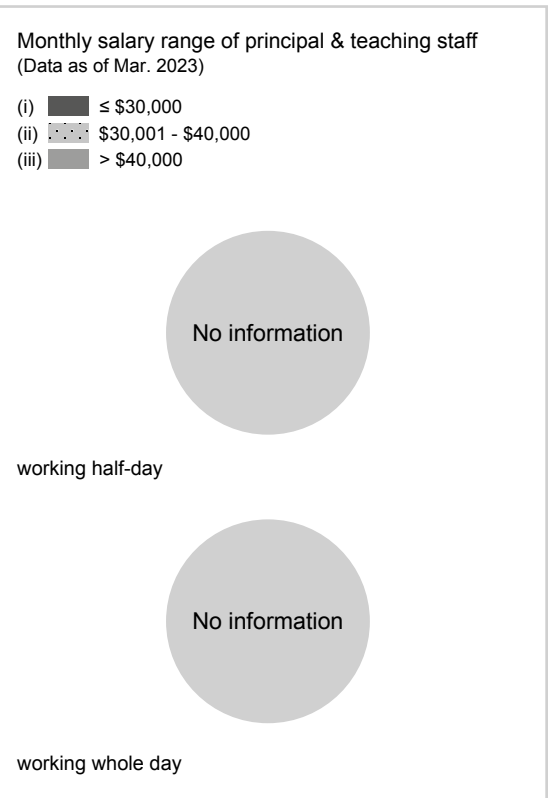 Monthly salary range of principal & teaching staff
(Data as of Mar. 2023)
(i) ≤ $30,000
(ii) $30,001 - $40,000
(iii) > $40,000
No information
working half-day
No information
working whole day